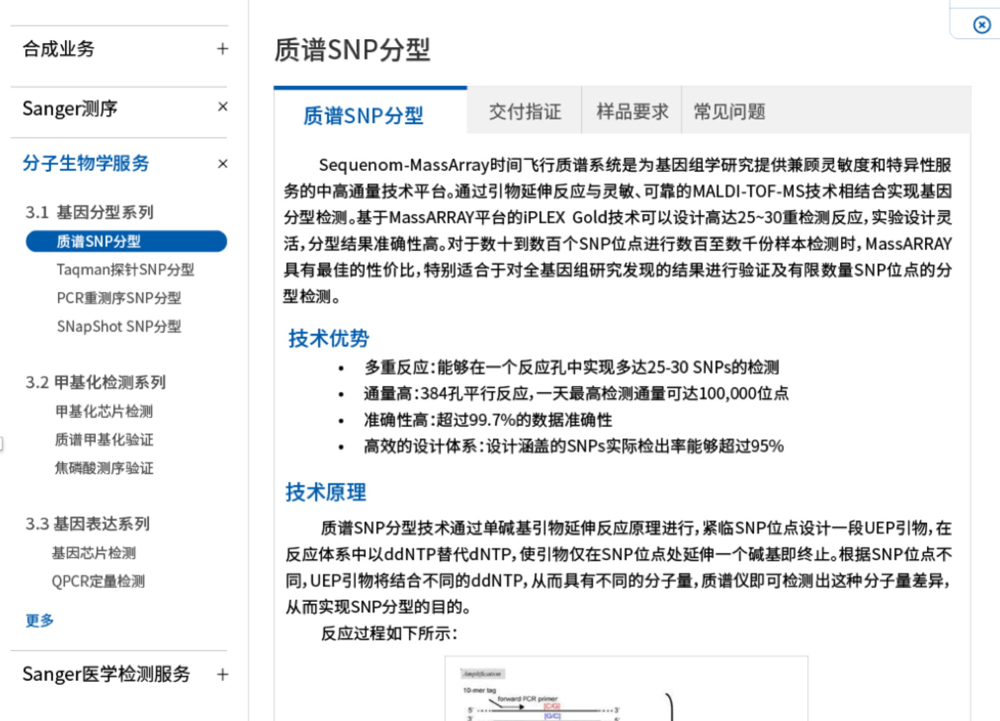 合成业务
Sanger测序
分子生物学服务
3.1 基因分型系列
质谱SNP分型
Taqman探针SNP分型
PCR重测序SNP分型
SNapShot SNP分型
3.2 甲基化检测系列
甲基化芯片检测
质谱甲基化验证
焦磷酸测序验证
3.3 基因表达系列
基因芯片检测
QPCR定量检测
更多
Sanger医学检测服务
质谱SNP分型
质谱SNP分型
交付指证
样品要求
常见问题
Sequenom-MassArray时间飞行质谱系统是为基因组学研究提供兼顾灵敏度和特异性服
务的中高通量技术平台。通过引物延伸反应与灵敏、可靠的MALDI-TOF-MS技术相结合实现基因
分型检测。基于MassARRAY平台的iPLEX Gold技术可以设计高达25~30重检测反应,实验设计灵
活,分型结果准确性高。对于数十到数百个SNP位点进行数百至数千份样本检测时,MassARRAY
具有最佳的性价比,特别适合于对全基因组研究发现的结果进行验证及有限数量SNP位点的分
型检测。
技术优势
• 多重反应:能够在一个反应孔中实现多达25-30 SNPs的检测
• 通量高:384孔平行反应,一天最高检测通量可达100,000位点
• 准确性高:超过99.7%的数据准确性
• 高效的设计体系:设计涵盖的SNPs实际检出率能够超过95%
技术原理
质谱SNP分型技术通过单碱基引物延伸反应原理进行,紧临SNP位点设计一段UEP引物,在
反应体系中以ddNTP替代dNTP,使引物仅在SNP位点处延伸一个碱基即终止。根据SNP位点不
同,UEP引物将结合不同的ddNTP,从而具有不同的分子量,质谱仪即可检测出这种分子量差异,
从而实现SNP分型的目的。
反应过程如下所示:
Amplification
10-mer tag
forward PCR primer
[C/G]
5' 3'
[G/C]
3' 5'